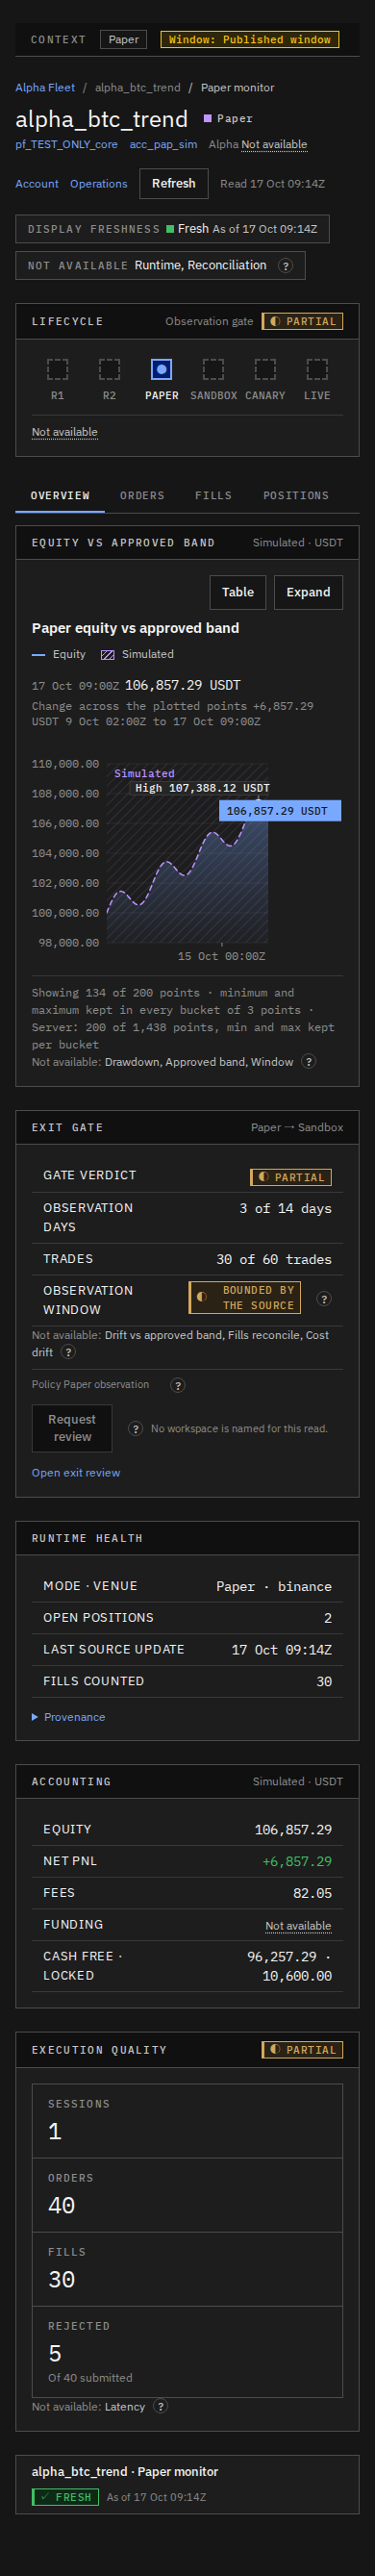 CONTEXT Paper Window: Published window
Alpha Fleet / alpha_btc_trend / Paper monitor
alpha_btc_trend Paper
pf_TEST_ONLY_core acc_pap_sim Alpha Not available
Account Operations Refresh Read 17 Oct 09:14Z
DISPLAY FRESHNESS Fresh As of 17 Oct 09:14Z
NOT AVAILABLE Runtime, Reconciliation ?
LIFECYCLE Observation gate PARTIAL
R1 R2 PAPER SANDBOX CANARY LIVE
Not available
OVERVIEW ORDERS FILLS POSITIONS
EQUITY VS APPROVED BAND Simulated · USDT
Table Expand
Paper equity vs approved band
Equity Simulated
17 Oct 09:00Z 106,857.29 USDT
Change across the plotted points +6,857.29
USDT 9 Oct 02:00Z to 17 Oct 09:00Z
110,000.00
Simulated
108,000.00
High 107,388.12 USDT
106,000.00
106,857.29 USDT
104,000.00
102,000.00
100,000.00
98,000.00
15 Oct 00:00Z
Showing 134 of 200 points · minimum and
maximum kept in every bucket of 3 points ·
Server: 200 of 1,438 points, min and max kept
per bucket
Not available: Drawdown, Approved band, Window ?
EXIT GATE Paper → Sandbox
GATE VERDICT PARTIAL
OBSERVATION
DAYS
3 of 14 days
TRADES 30 of 60 trades
OBSERVATION
WINDOW
BOUNDED BY
THE SOURCE
?
Not available: Drift vs approved band, Fills reconcile, Cost
drift ?
Policy Paper observation ?
Request
review
? No workspace is named for this read.
Open exit review
RUNTIME HEALTH
MODE · VENUE Paper · binance
OPEN POSITIONS 2
LAST SOURCE UPDATE 17 Oct 09:14Z
FILLS COUNTED 30
Provenance
ACCOUNTING Simulated · USDT
EQUITY 106,857.29
NET PNL +6,857.29
FEES 82.05
FUNDING Not available
CASH FREE ·
LOCKED
96,257.29 ·
10,600.00
EXECUTION QUALITY PARTIAL
SESSIONS
1
ORDERS
40
FILLS
30
REJECTED
5
Of 40 submitted
Not available: Latency ?
alpha_btc_trend · Paper monitor
✓ FRESH As of 17 Oct 09:14Z